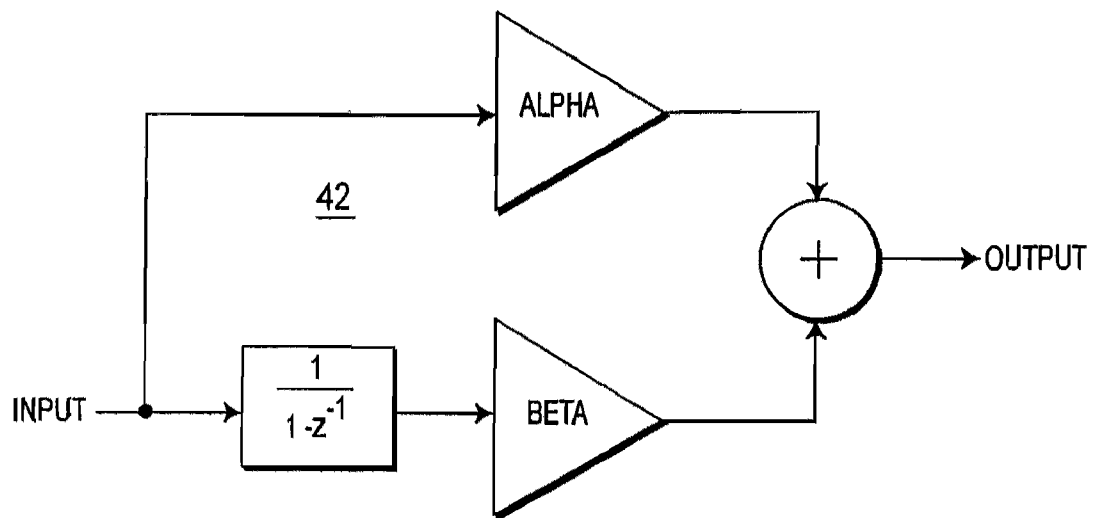 ALPHA
42
+
OUTPUT
INPUT
1
1-z⁻¹
BETA